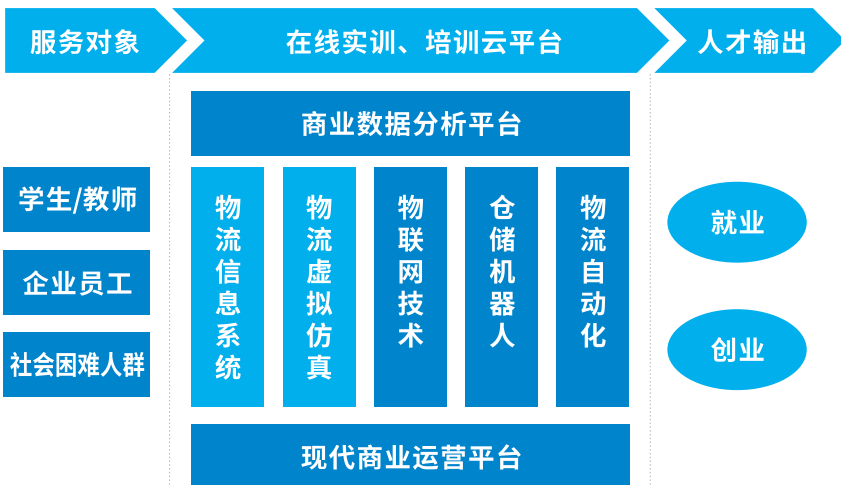 服务对象
在线实训、培训云平台
人才输出
学生/教师
企业员工
社会困难人群
商业数据分析平台
物流信息系统
物流虚拟仿真
物联网技术
仓储机器人
物流自动化
现代商业运营平台
就业
创业